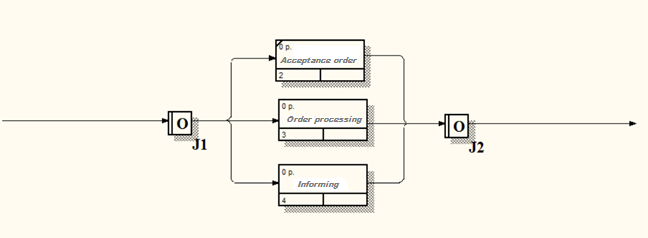 0 р.
Acceptance order
2
O
J1
0 р.
Order processing
3
O
J2
0 р.
Informing
4